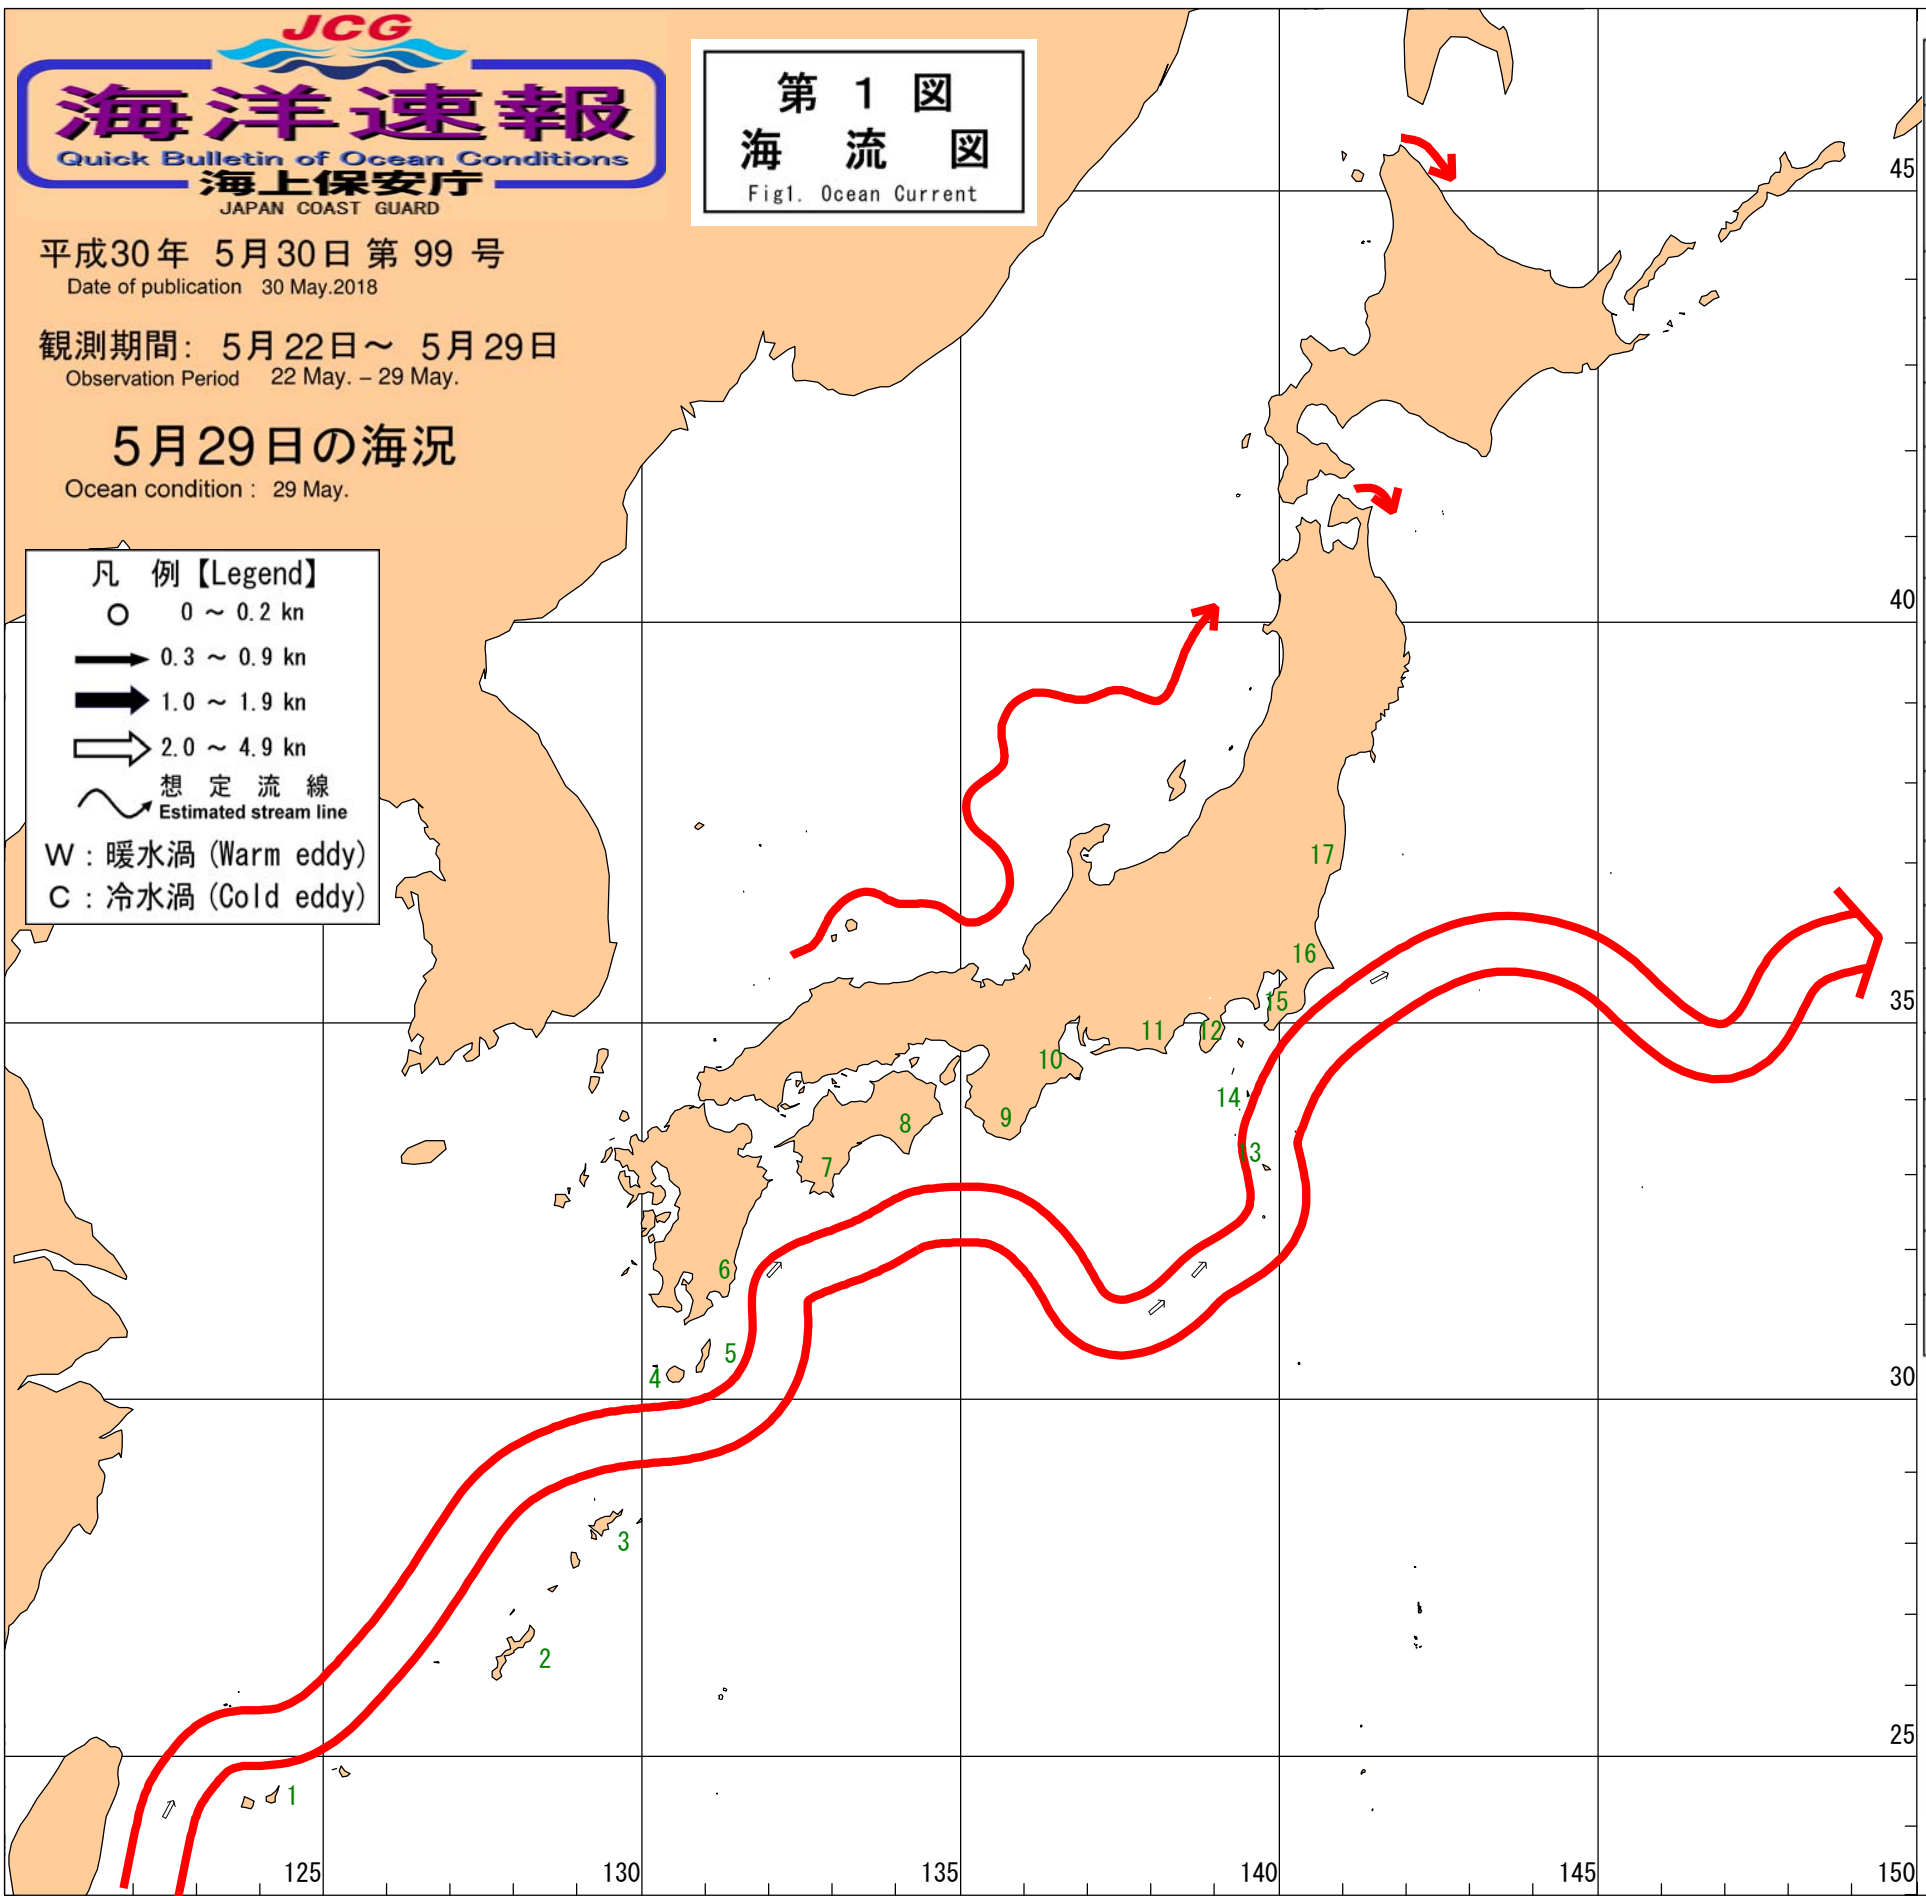 JCG
海洋速報
Quick Bulletin of Ocean Conditions
海上保安庁
JAPAN COAST GUARD
第 1 図
海 流 図
Fig1. Ocean Current
平成30年 5月30日 第 99 号
Date of publication 30 May.2018
観測期間: 5月22日～ 5月29日
Observation Period 22 May. – 29 May.
5月29日の海況
Ocean condition : 29 May.
凡 例【Legend】
0 ～ 0.2 kn
0.3 ～ 0.9 kn
1.0 ～ 1.9 kn
2.0 ～ 4.9 kn
想 定 流 線
Estimated stream line
W : 暖水渦 (Warm eddy)
C : 冷水渦 (Cold eddy)
45
40
35
30
25
17
16
15
11
12
10
14
9
8
13
7
6
5
4
3
2
1
125
130
135
140
145
150